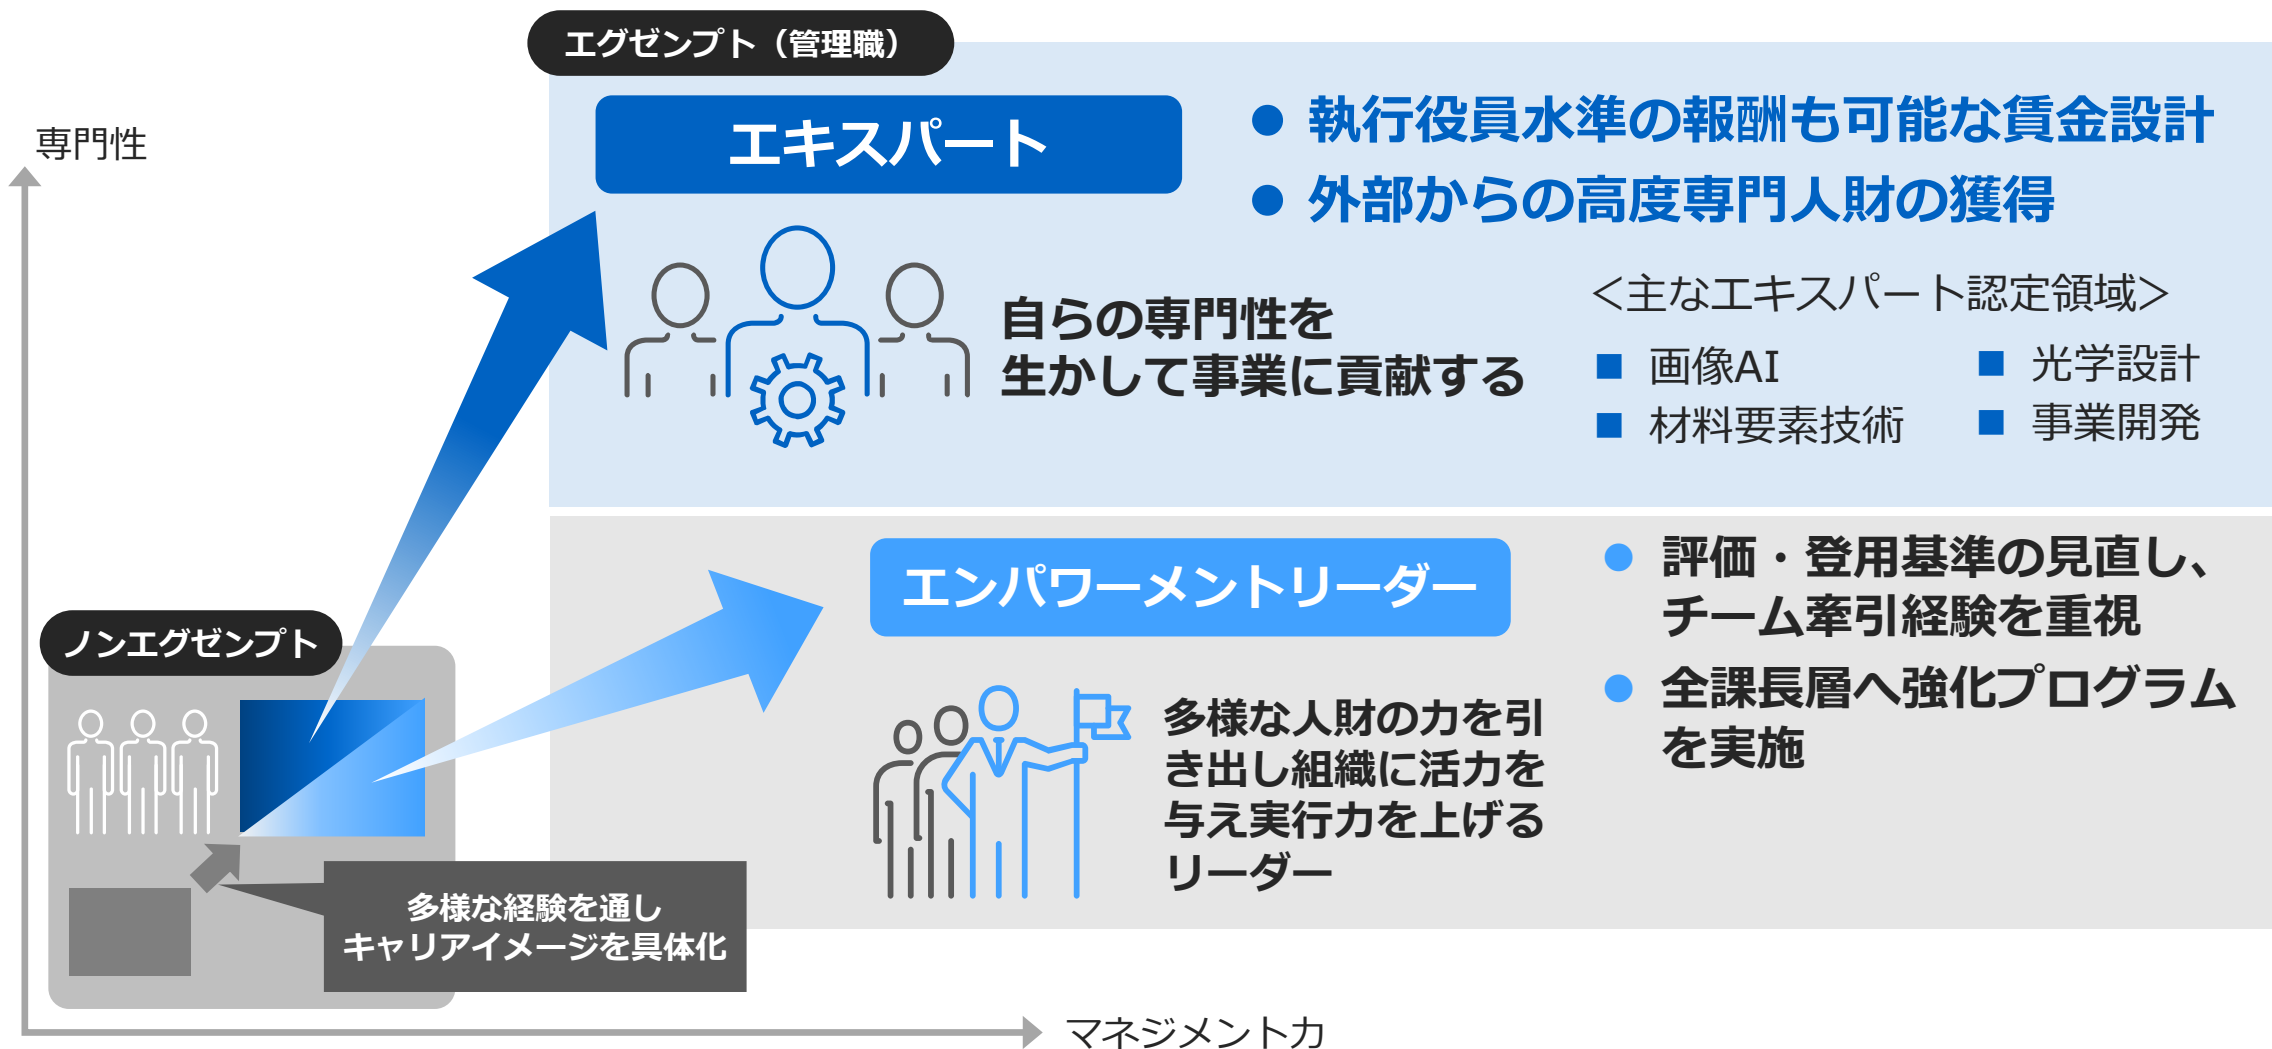 エグゼンプト（管理職）
専門性
エキスパート
● 執行役員水準の報酬も可能な賃金設計
● 外部からの高度専門人財の獲得
自らの専門性を
生かして事業に貢献する
＜主なエキスパート認定領域＞
■ 画像AI
■ 光学設計
■ 材料要素技術
■ 事業開発
エンパワーメントリーダー
● 評価・登用基準の見直し、
チーム牽引経験を重視
● 全課長層へ強化プログラム
を実施
多様な人財の力を引
き出し組織に活力を
与え実行力を上げる
リーダー
ノンエグゼンプト
多様な経験を通し
キャリアイメージを具体化
マネジメント力